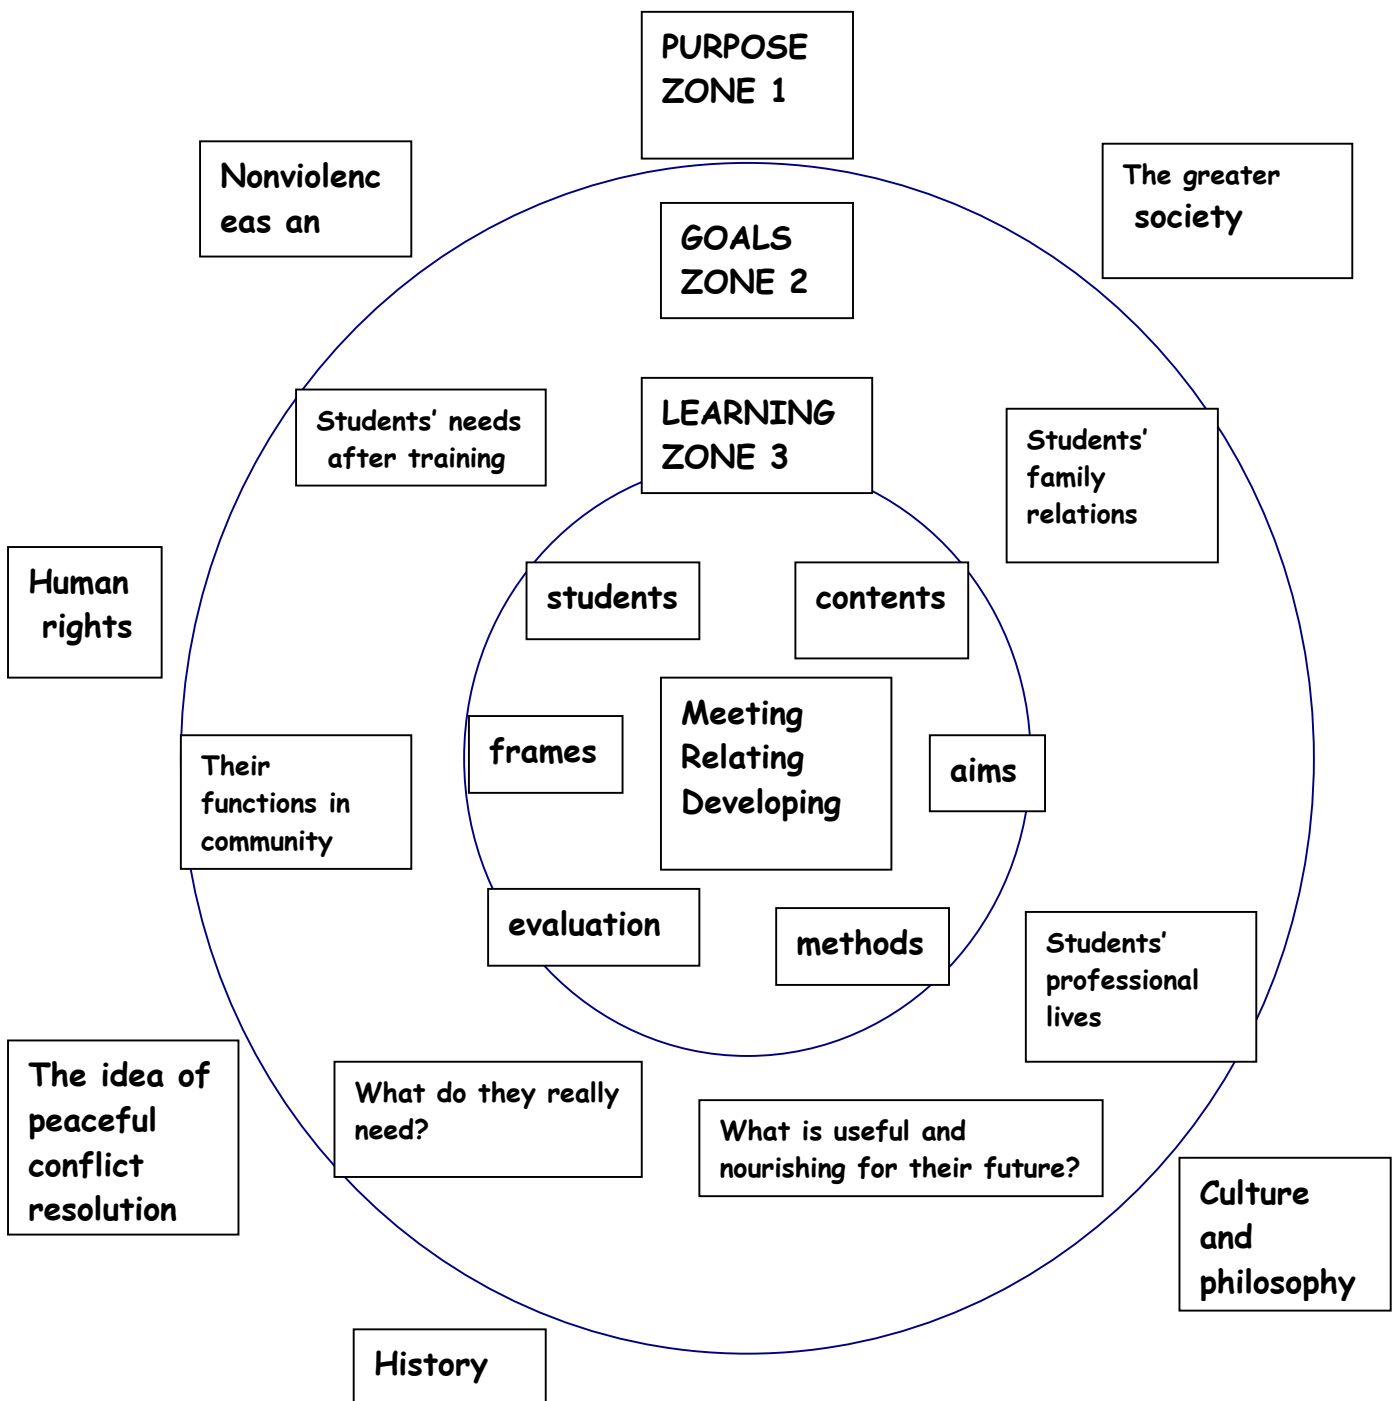 PURPOSE
ZONE 1
Nonviolenc
eas an
The greater
society
GOALS
ZONE 2
LEARNING
ZONE 3
Students’ needs
after training
Students’
family
relations
Human
rights
students
contents
Meeting
Relating
Developing
frames
aims
Their
functions in
community
evaluation
methods
Students’
professional
lives
The idea of
peaceful
conflict
resolution
What do they really
need?
What is useful and
nourishing for their future?
Culture
and
philosophy
History